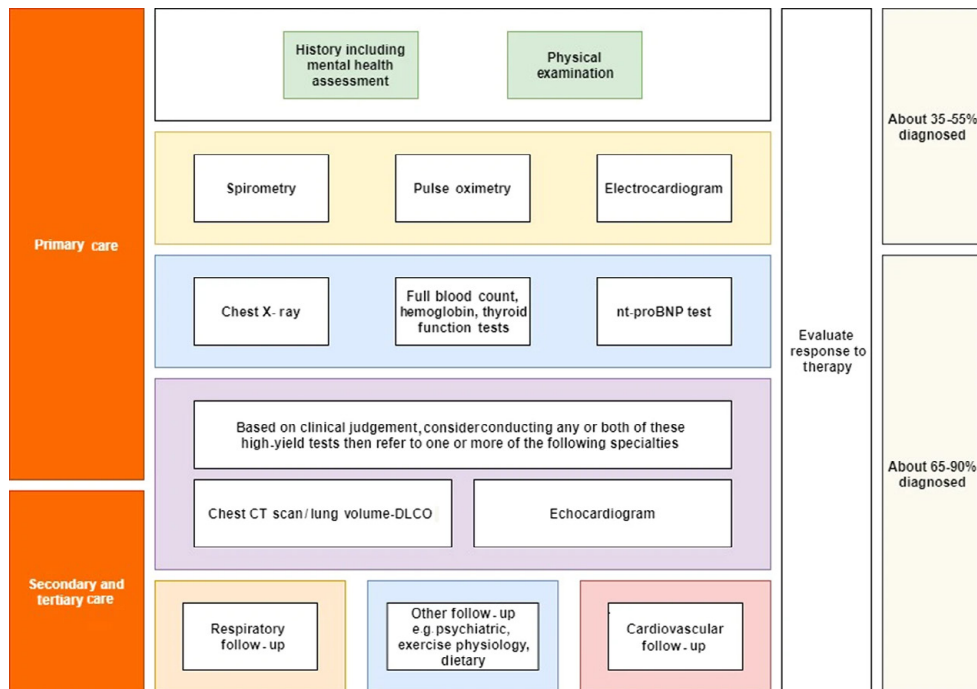 Primary care
Secondary and
tertiary care
History including
mental health
assessment
Physical
examination
Spirometry
Pulse oximetry
Electrocardiogram
Chest X-ray
Full blood count,
hemoglobin, thyroid
function tests
nt-proBNP test
Based on clinical judgement, consider conducting any or both of these
high-yield tests then refer to one or more of the following specialties
Chest CT scan/lung volume-DLCO
Echocardiogram
Respiratory
follow-up
Other follow-up
e.g. psychiatric,
exercise physiology,
dietary
Cardiovascular
follow-up
Evaluate
response to
therapy
About 35-55%
diagnosed
About 65-90%
diagnosed